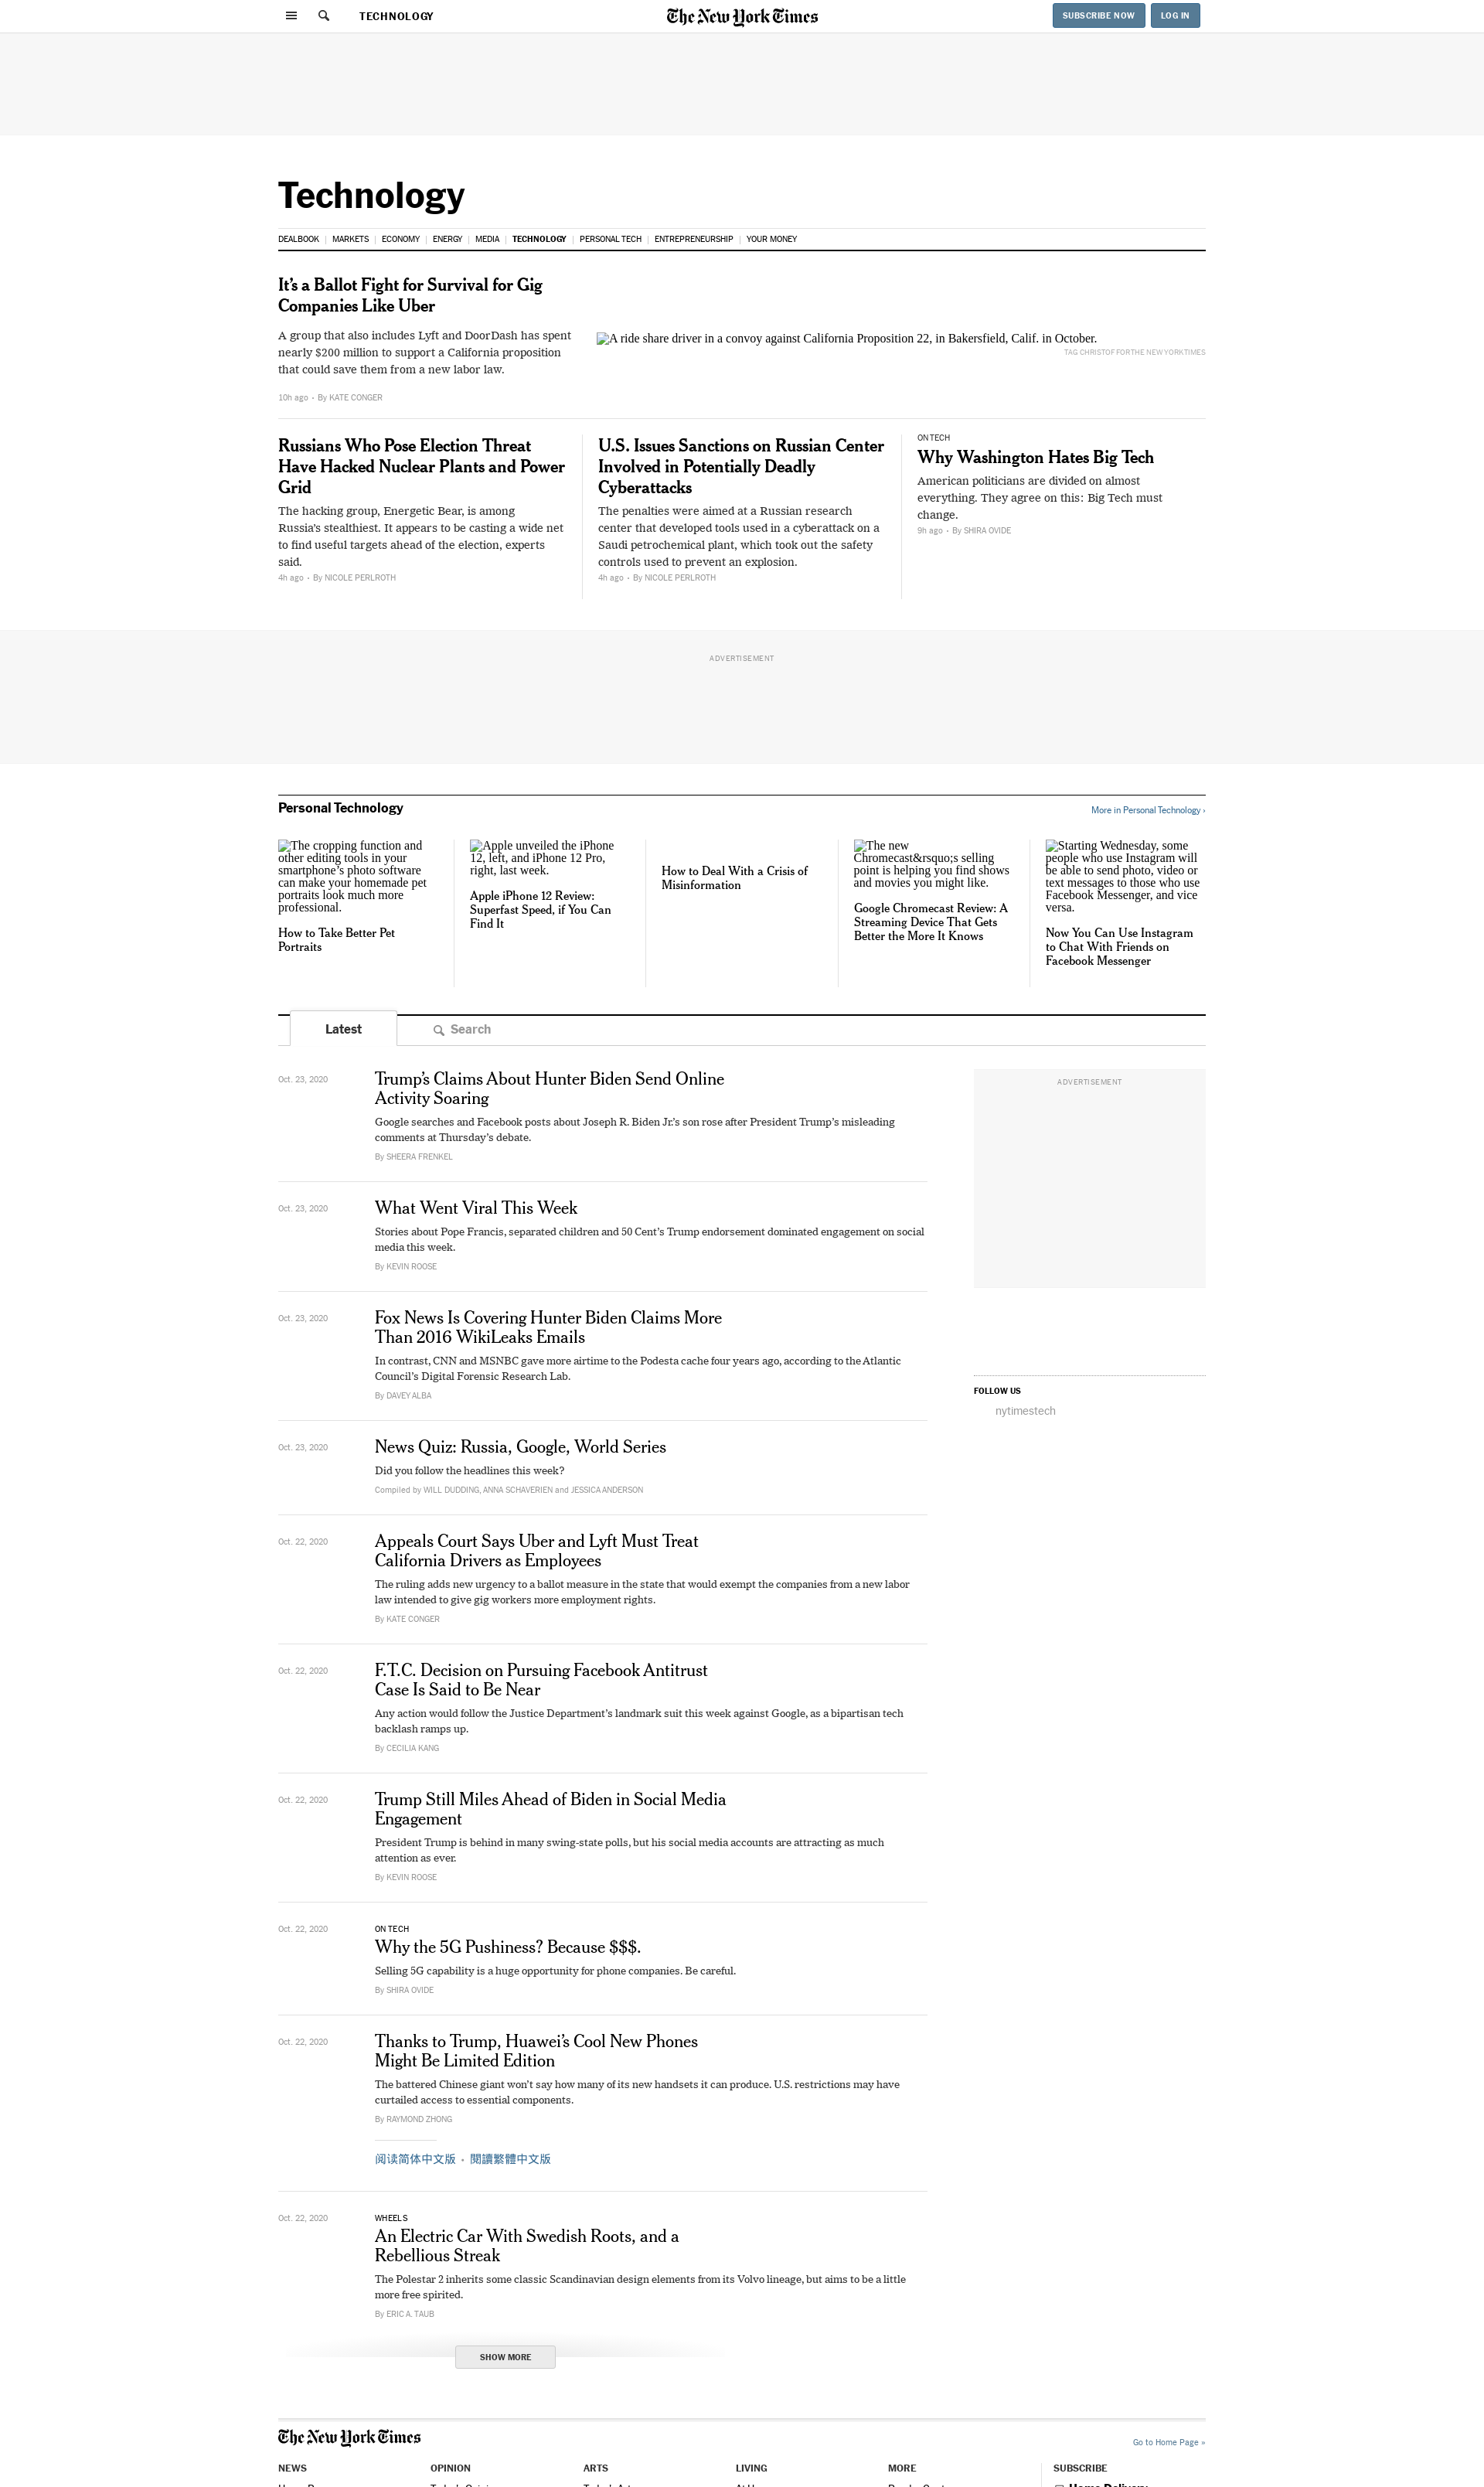 TECHNOLOGY
The New York Times
SUBSCRIBE NOW
LOG IN
Technology
DEALBOOK | MARKETS | ECONOMY | ENERGY | MEDIA | TECHNOLOGY | PERSONAL TECH | ENTREPRENEURSHIP | YOUR MONEY
It’s a Ballot Fight for Survival for Gig
Companies Like Uber
A group that also includes Lyft and DoorDash has spent
nearly $200 million to support a California proposition
that could save them from a new labor law.
10h ago • By KATE CONGER
A ride share driver in a convoy against California Proposition 22, in Bakersfield, Calif. in October.
TAG CHRISTOF FOR THE NEW YORK TIMES
Russians Who Pose Election Threat
Have Hacked Nuclear Plants and Power
Grid
The hacking group, Energetic Bear, is among
Russia’s stealthiest. It appears to be casting a wide net
to find useful targets ahead of the election, experts
said.
4h ago • By NICOLE PERLROTH
U.S. Issues Sanctions on Russian Center
Involved in Potentially Deadly
Cyberattacks
The penalties were aimed at a Russian research
center that developed tools used in a cyberattack on a
Saudi petrochemical plant, which took out the safety
controls used to prevent an explosion.
4h ago • By NICOLE PERLROTH
ON TECH
Why Washington Hates Big Tech
American politicians are divided on almost
everything. They agree on this: Big Tech must
change.
9h ago • By SHIRA OVIDE
ADVERTISEMENT
Personal Technology
More in Personal Technology ›
The cropping function and
other editing tools in your
smartphone’s photo software
can make your homemade pet
portraits look much more
professional.
How to Take Better Pet
Portraits
Apple unveiled the iPhone
12, left, and iPhone 12 Pro,
right, last week.
Apple iPhone 12 Review:
Superfast Speed, if You Can
Find It
How to Deal With a Crisis of
Misinformation
The new
Chromecast&rsquo;s selling
point is helping you find shows
and movies you might like.
Google Chromecast Review: A
Streaming Device That Gets
Better the More It Knows
Starting Wednesday, some
people who use Instagram will
be able to send photo, video or
text messages to those who use
Facebook Messenger, and vice
versa.
Now You Can Use Instagram
to Chat With Friends on
Facebook Messenger
Latest
Search
Oct. 23, 2020
Trump’s Claims About Hunter Biden Send Online
Activity Soaring
Google searches and Facebook posts about Joseph R. Biden Jr.’s son rose after President Trump’s misleading
comments at Thursday’s debate.
By SHEERA FRENKEL
ADVERTISEMENT
Oct. 23, 2020
What Went Viral This Week
Stories about Pope Francis, separated children and 50 Cent’s Trump endorsement dominated engagement on social
media this week.
By KEVIN ROOSE
Oct. 23, 2020
Fox News Is Covering Hunter Biden Claims More
Than 2016 WikiLeaks Emails
In contrast, CNN and MSNBC gave more airtime to the Podesta cache four years ago, according to the Atlantic
Council’s Digital Forensic Research Lab.
By DAVEY ALBA
FOLLOW US
nytimestech
Oct. 23, 2020
News Quiz: Russia, Google, World Series
Did you follow the headlines this week?
Compiled by WILL DUDDING, ANNA SCHAVERIEN and JESSICA ANDERSON
Oct. 22, 2020
Appeals Court Says Uber and Lyft Must Treat
California Drivers as Employees
The ruling adds new urgency to a ballot measure in the state that would exempt the companies from a new labor
law intended to give gig workers more employment rights.
By KATE CONGER
Oct. 22, 2020
F.T.C. Decision on Pursuing Facebook Antitrust
Case Is Said to Be Near
Any action would follow the Justice Department’s landmark suit this week against Google, as a bipartisan tech
backlash ramps up.
By CECILIA KANG
Oct. 22, 2020
Trump Still Miles Ahead of Biden in Social Media
Engagement
President Trump is behind in many swing-state polls, but his social media accounts are attracting as much
attention as ever.
By KEVIN ROOSE
Oct. 22, 2020
ON TECH
Why the 5G Pushiness? Because $$$.
Selling 5G capability is a huge opportunity for phone companies. Be careful.
By SHIRA OVIDE
Oct. 22, 2020
Thanks to Trump, Huawei’s Cool New Phones
Might Be Limited Edition
The battered Chinese giant won’t say how many of its new handsets it can produce. U.S. restrictions may have
curtailed access to essential components.
By RAYMOND ZHONG
阅读简体中文版 • 閱讀繁體中文版
Oct. 22, 2020
WHEELS
An Electric Car With Swedish Roots, and a
Rebellious Streak
The Polestar 2 inherits some classic Scandinavian design elements from its Volvo lineage, but aims to be a little
more free spirited.
By ERIC A. TAUB
SHOW MORE
The New York Times
Go to Home Page »
NEWS
OPINION
ARTS
LIVING
MORE
SUBSCRIBE